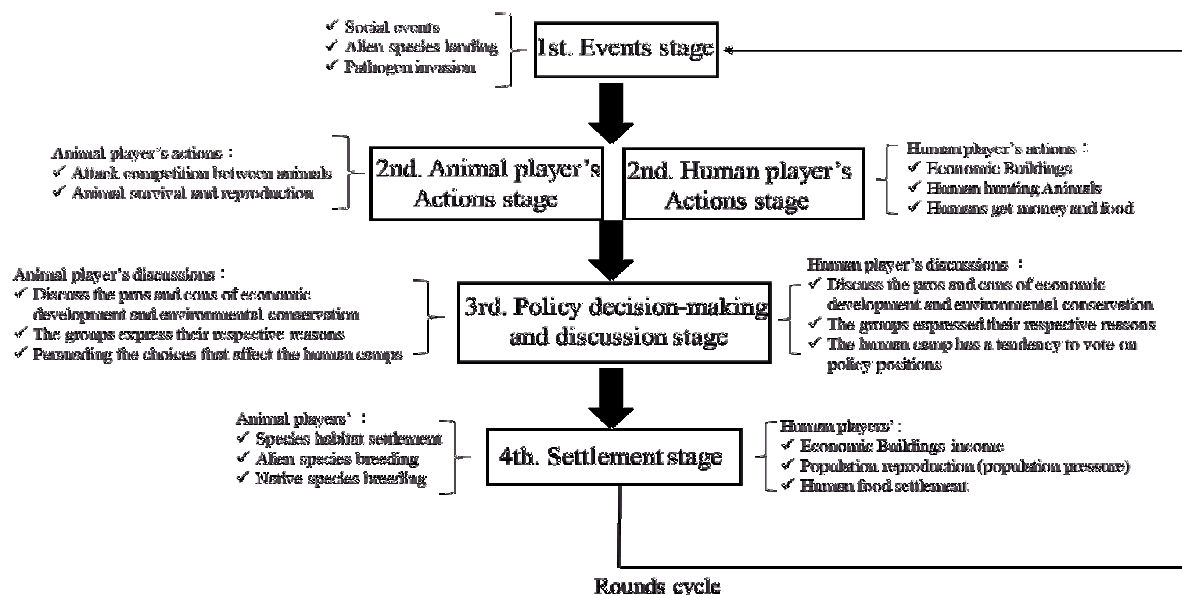 ✓ Social events
✓ Alien species landing
✓ Pathogen invasion
1st. Events stage
Animal player's actions：
✓ Attack competition between animals
✓ Animal survival and reproduction
2nd. Animal player's
Actions stage
2nd. Human player's
Actions stage
Human player's actions：
✓ Economic Buildings
✓ Human hunting Animals
✓ Humans get money and food
Animal player's discussions：
✓ Discuss the pros and cons of economic
development and environmental conservation
✓ The groups express their respective reasons
✓ Persuading the choices that affect the human camps
3rd. Policy decision-making
and discussion stage
Human player's discussions ：
✓ Discuss the pros and cons of economic
development and environmental conservation
✓ The groups expressed their respective reasons
✓ The human camp has a tendency to vote on
policy positions
Animal players'：
✓ Species habitat settlement
✓ Alien species breeding
✓ Native species breeding
4th. Settlement stage
Human players'：
✓ Economic Buildings income
✓ Population reproduction (population pressure)
✓ Human food settlement
Rounds cycle